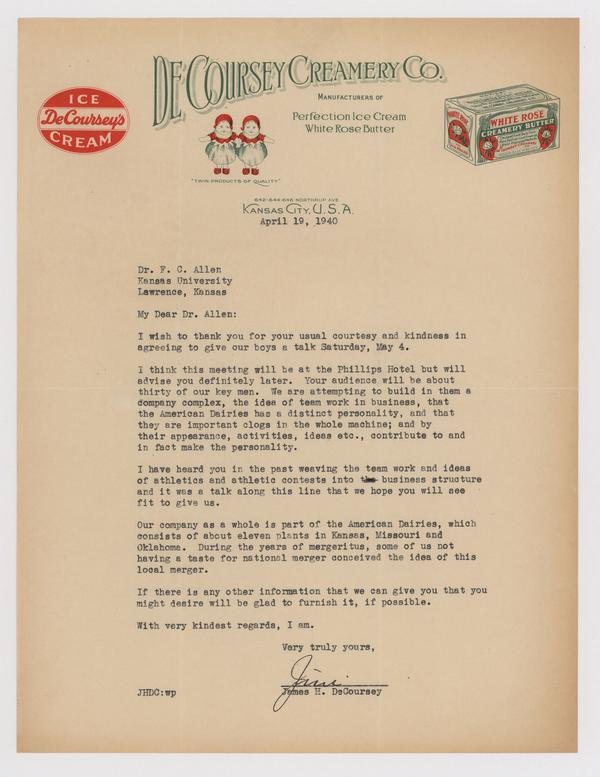 DE COURSEY CREAMERY CO.
MANUFACTURERS OF
Perfection Ice Cream
White Rose Butter
ICE
DeCoursey's
CREAM
WHITE ROSE
CREAMERY BUTTER
"TWIN PRODUCTS OF QUALITY"
642-644-646 NORTHRUP AVE.
KANSAS CITY, U.S.A.
April 19, 1940
Dr. F. C. Allen
Kansas University
Lawrence, Kansas
My Dear Dr. Allen:
I wish to thank you for your usual courtesy and kindness in
agreeing to give our boys a talk Saturday, May 4.
I think this meeting will be at the Phillips Hotel but will
advise you definitely later. Your audience will be about
thirty of our key men. We are attempting to build in them a
company complex, the idea of team work in business, that
the American Dairies has a distinct personality, and that
they are important clogs in the whole machine; and by
their appearance, activities, ideas etc., contribute to and
in fact make the personality.
I have heard you in the past weaving the team work and ideas
of athletics and athletic contests into the business structure
and it was a talk along this line that we hope you will see
fit to give us.
Our company as a whole is part of the American Dairies, which
consists of about eleven plants in Kansas, Missouri and
Oklahoma. During the years of mergeritus, some of us not
having a taste for national merger conceived the idea of this
local merger.
If there is any other information that we can give you that you
might desire will be glad to furnish it, if possible.
With very kindest regards, I am.
Very truly yours,
Jim
James H. DeCoursey
JHDC:wp